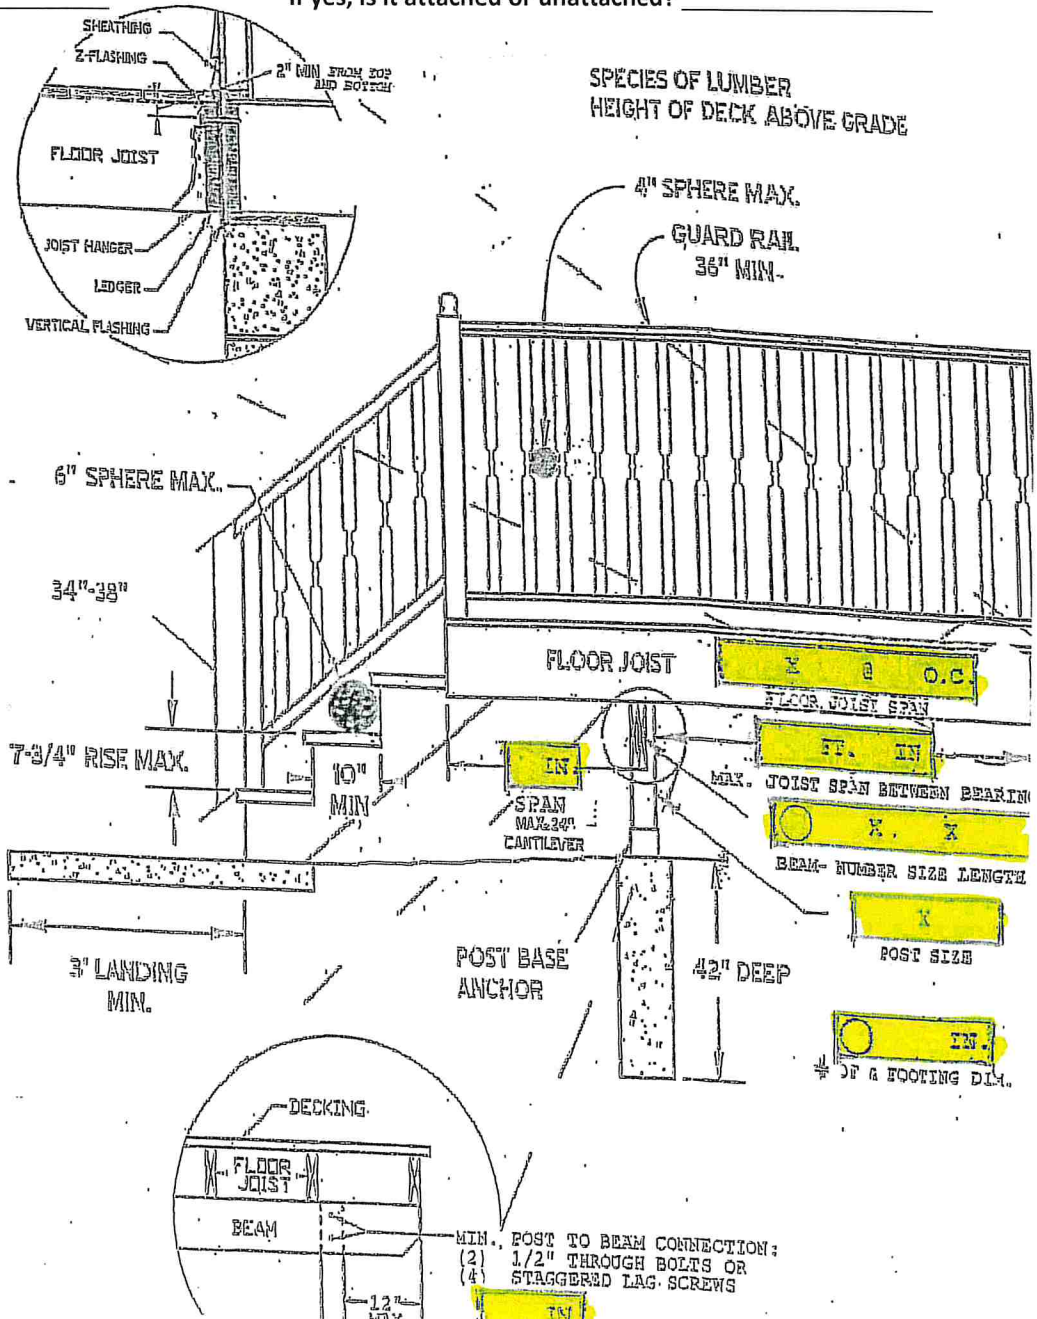 If yes, is it attached or unattached?
SHEATHING
Z-FLASHING
2" MIN FROM TOP
AND BOTTOM
FLOOR JOIST
JOIST HANGER
LEDGER
VERTICAL FLASHING
SPECIES OF LUMBER
HEIGHT OF DECK ABOVE GRADE
4" SPHERE MAX.
GUARD RAIL
36" MIN.
6" SPHERE MAX.
34"-38"
7-3/4" RISE MAX.
10"
MIN
FLOOR JOIST
X @ O.C.
FLOOR JOIST SPAN
FT. IN
MAX. JOIST SPAN BETWEEN BEARING
IN.
SPAN
MAX. 24"
CANTILEVER
X. X
BEAM- NUMBER SIZE LENGTH
X
POST SIZE
3' LANDING
MIN.
POST BASE
ANCHOR
42" DEEP
IN.
# OF & FOOTING DIM.
DECKING
FLOOR
JOIST
BEAM
12"
MAX
MIN., POST TO BEAM CONNECTION:
(2) 1/2" THROUGH BOLTS OR
(4) STAGGERED LAG SCREWS
IN